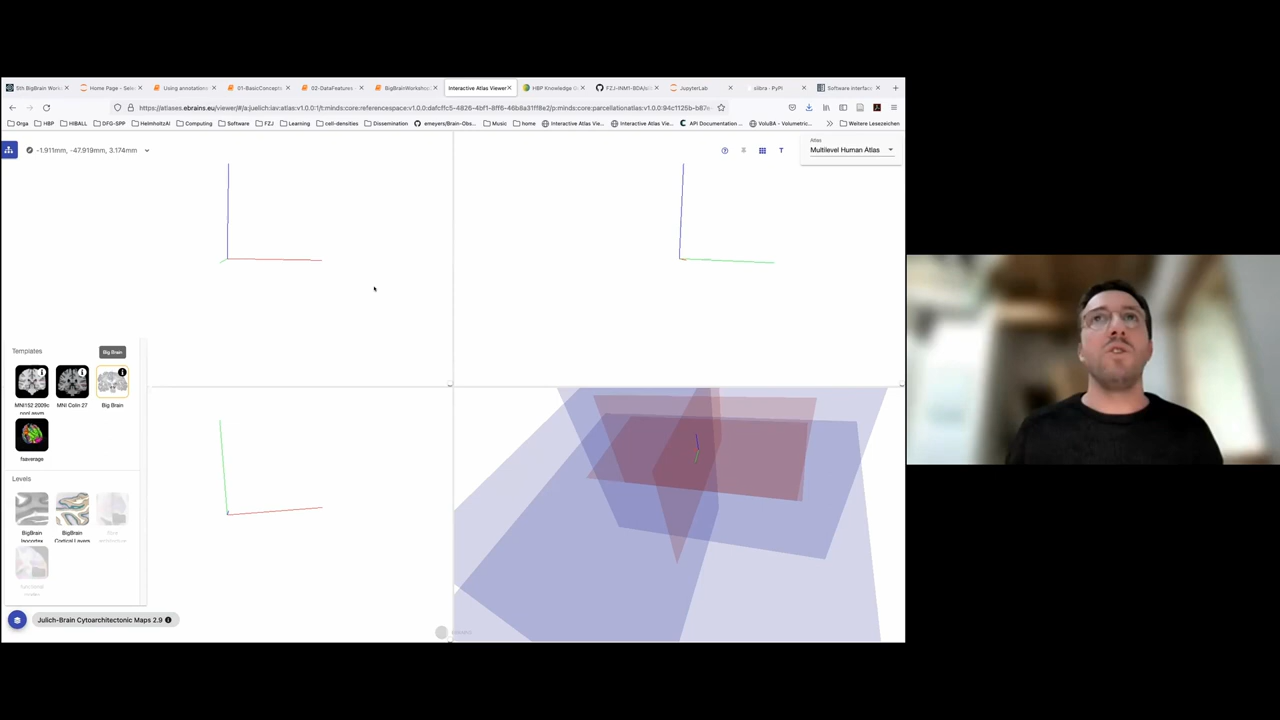 5th BigBrain Wor
Home Page - Sele
Using annotations
01-BasicConcepts
02-DataFeatures
BigBrainWorksho
Interactive Atlas Viewer
HBP Knowledge G
FZJ-INM1-BDA/si
JupyterLab
siibra · PyPI
Software interfac
https://atlases.ebrains.eu/viewer/#/a:juelich:iav:atlas:v1.0.0:1/t:minds:core:referencespace:v1.0.0:dafcffc5-4826-4bf1-8ff6-46b8a31ff8e2/p:minds:core:parcellationatlas:v1.0.0:94c1125b-b87e-
Orga HBP HIBALL DFG-SPP HelmholtzAI Computing Software FZJ Learning cell-densities Dissemination emeyers/Brain-Obs... Music home Interactive Atlas Vie... Interactive Atlas Vie... API Documentation ... VoluBA - Volumetric... Weitere Lesezeichen
-1.911mm, -47.919mm, 3.174mm
T
Atlas
Multilevel Human Atlas
Templates
Big Brain
MNI152 2009c
MNI Colin 27
Big Brain
fsaverage
Levels
BigBrain
BigBrain
Cortical Layers
Julich-Brain Cytoarchitectonic Maps 2.9